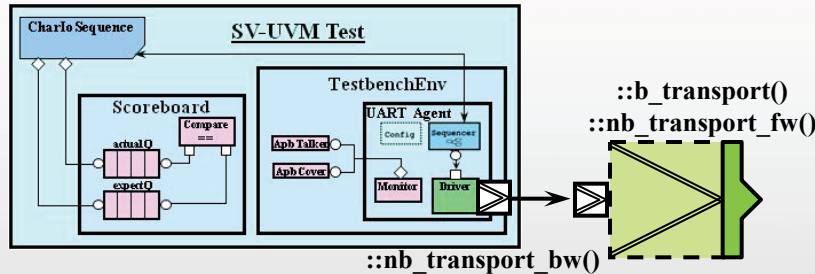 CharIo Sequence
SV-UVM Test
TestbenchEnv
Scoreboard
Compare
==
actualQ
expectQ
UART Agent
Config
Sequencer
Apb Talker
Apb Cover
Monitor
Driver
::b_transport()
::nb_transport_fw()
::nb_transport_bw()